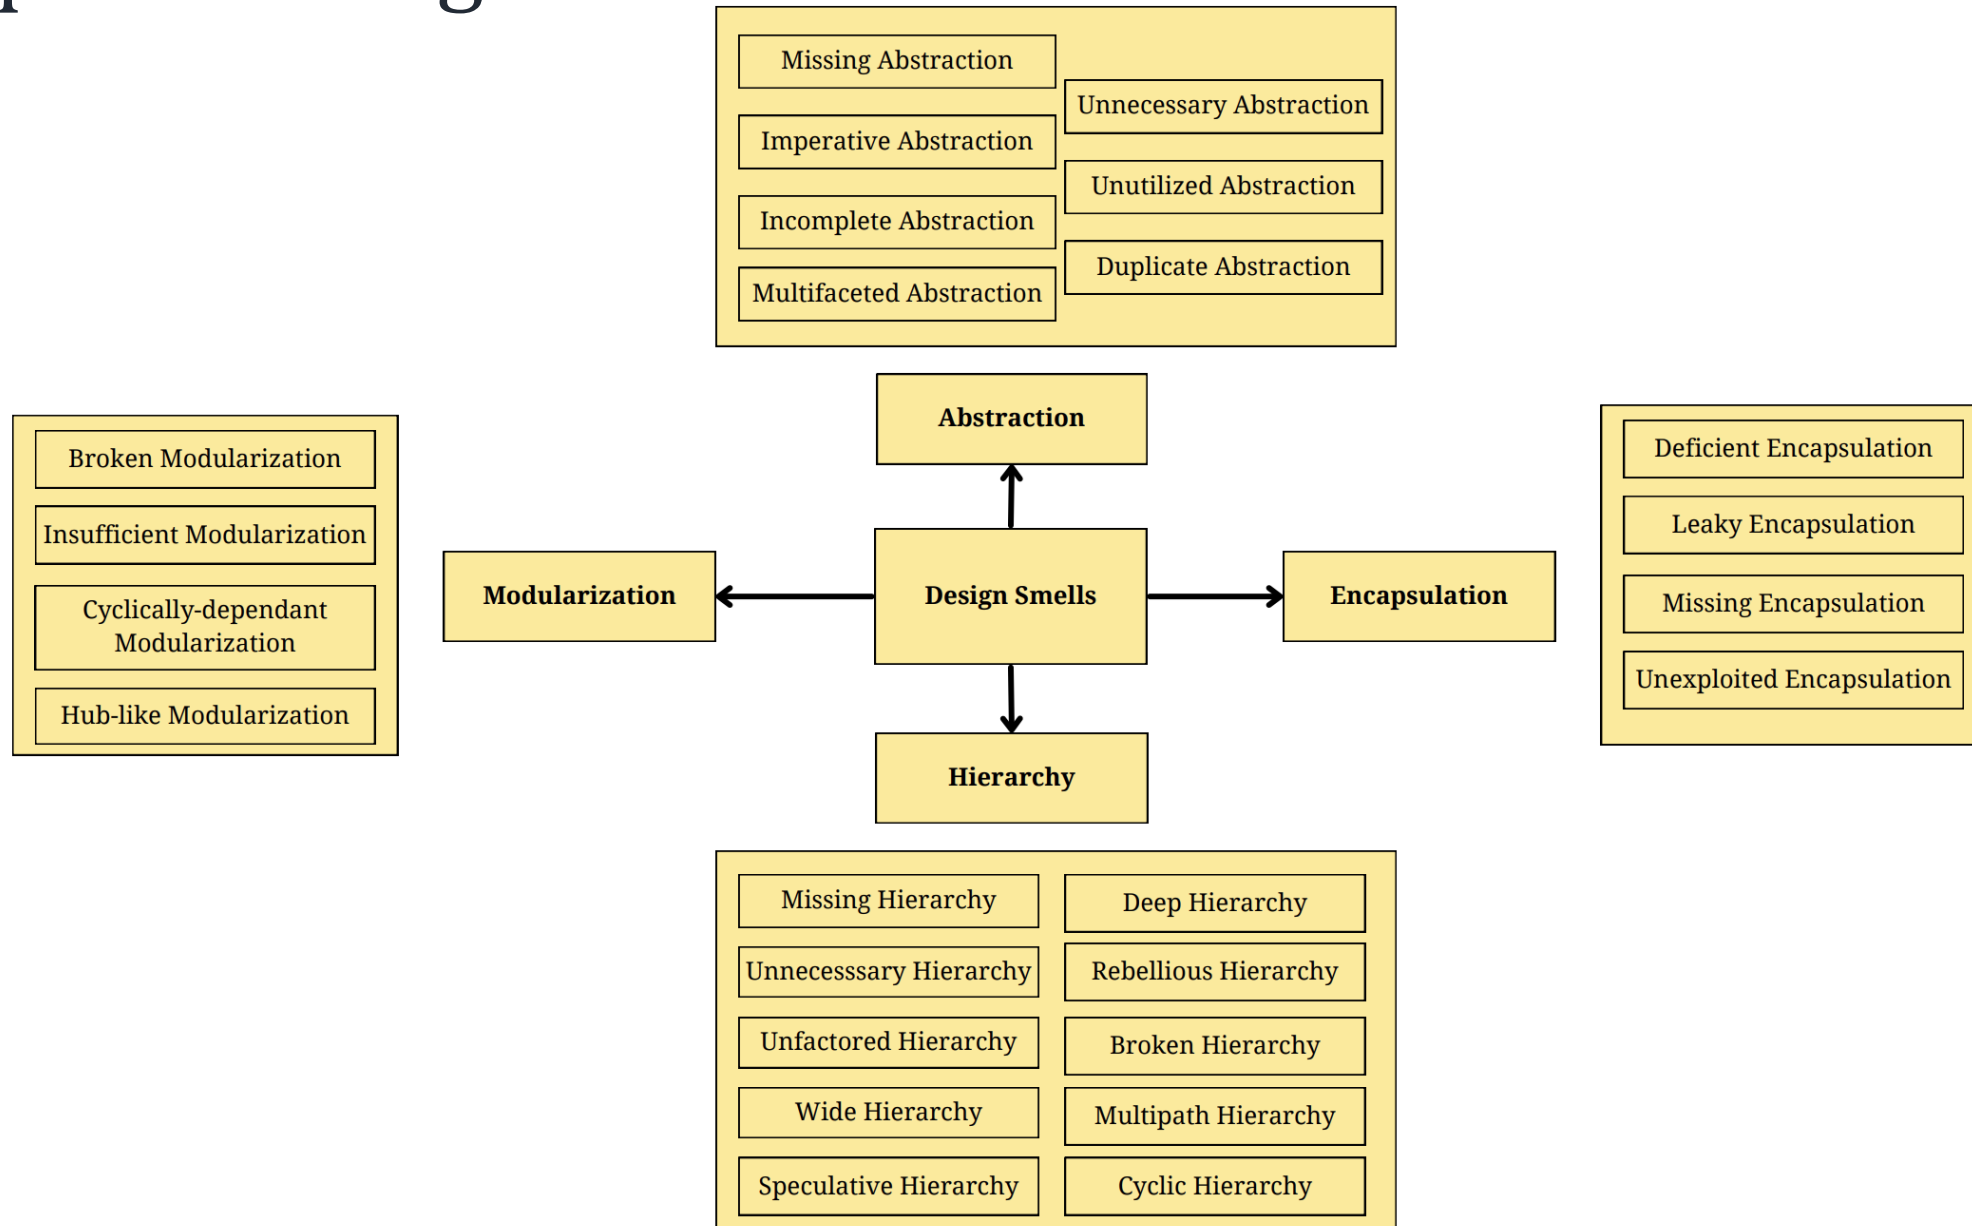 Missing Abstraction
Unnecessary Abstraction
Imperative Abstraction
Unutilized Abstraction
Incomplete Abstraction
Duplicate Abstraction
Multifaceted Abstraction
Abstraction
Broken Modularization
Insufficient Modularization
Cyclically-dependant
Modularization
Hub-like Modularization
Modularization
Design Smells
Encapsulation
Deficient Encapsulation
Leaky Encapsulation
Missing Encapsulation
Unexploited Encapsulation
Hierarchy
Missing Hierarchy
Deep Hierarchy
Unnecesssary Hierarchy
Rebellious Hierarchy
Unfactored Hierarchy
Broken Hierarchy
Wide Hierarchy
Multipath Hierarchy
Speculative Hierarchy
Cyclic Hierarchy